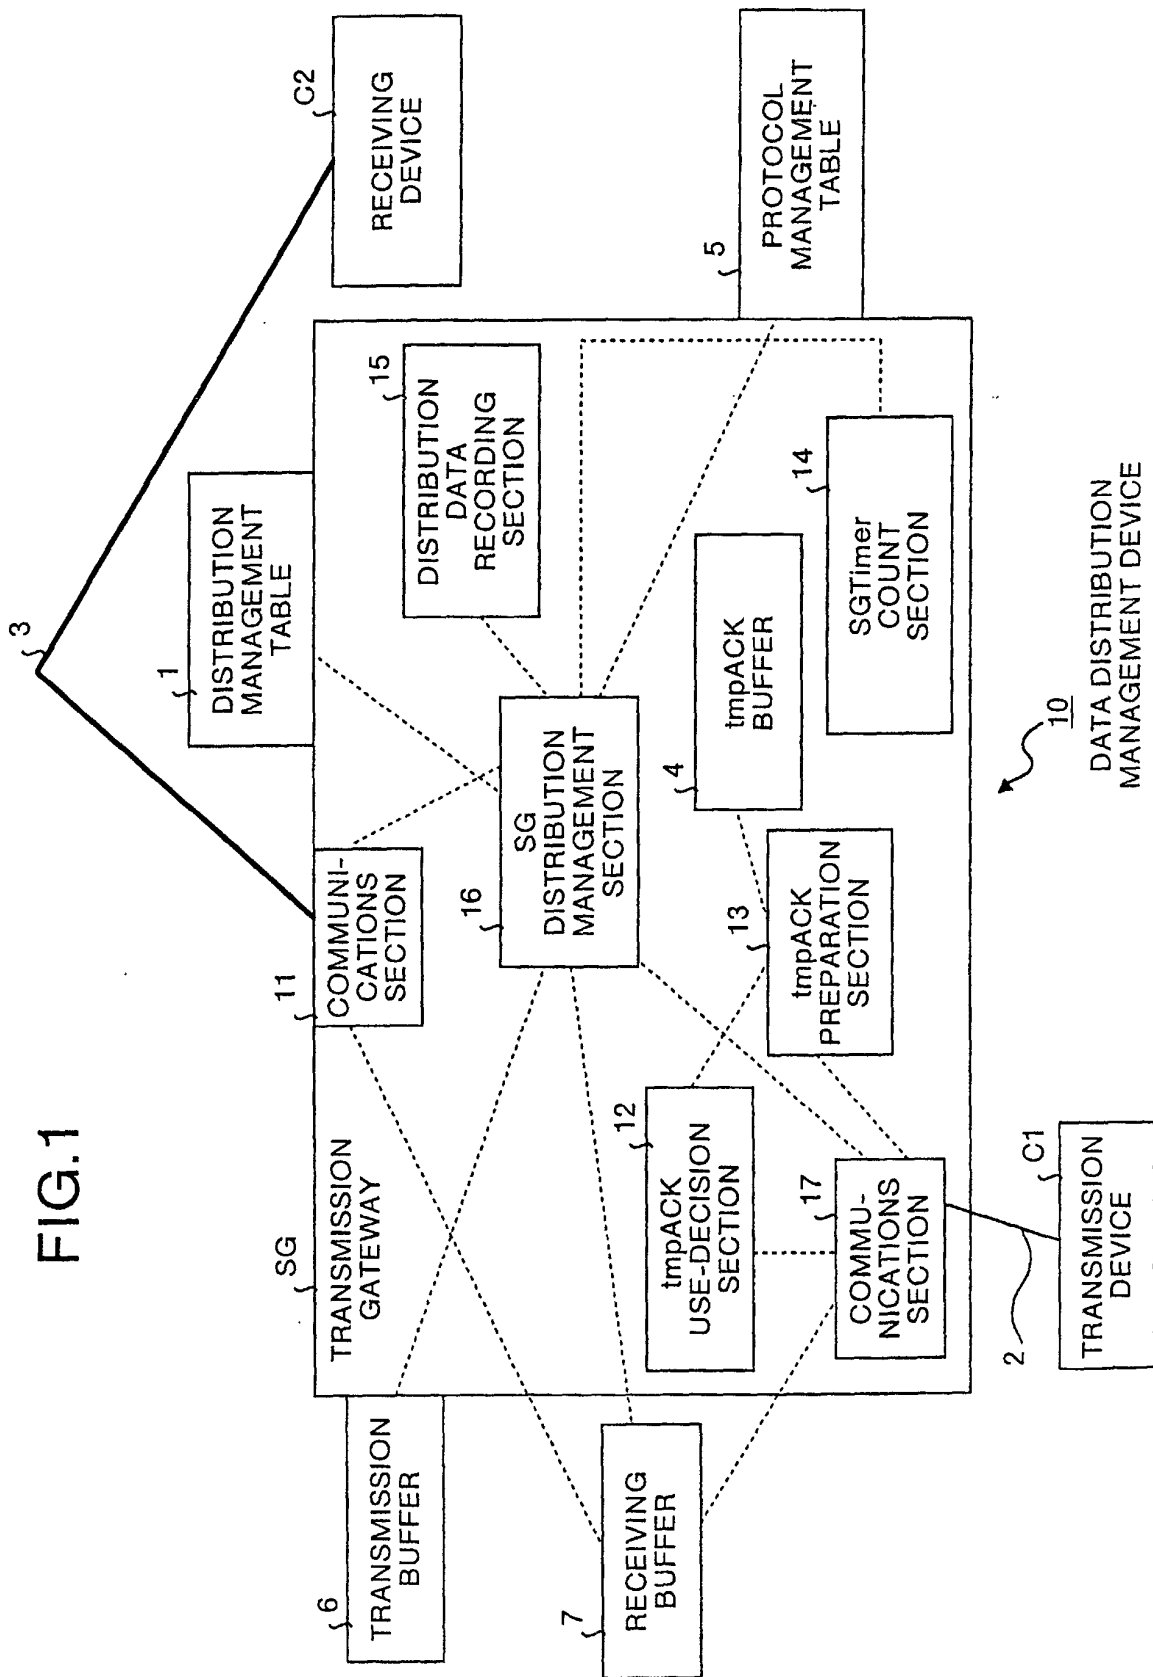 FIG.1
3
C2
RECEIVING
DEVICE
1
DISTRIBUTION
MANAGEMENT
TABLE
SG
TRANSMISSION
GATEWAY
11
COMMUNI-
CATIONS
SECTION
15
DISTRIBUTION
DATA
RECORDING
SECTION
6
TRANSMISSION
BUFFER
16
SG
DISTRIBUTION
MANAGEMENT
SECTION
5
PROTOCOL
MANAGEMENT
TABLE
7
RECEIVING
BUFFER
12
tmpACK
USE-DECISION
SECTION
4
tmpACK
BUFFER
13
tmpACK
PREPARATION
SECTION
14
SGTimer
COUNT
SECTION
17
COMMU-
NICATIONS
SECTION
2
C1
TRANSMISSION
DEVICE
10
DATA DISTRIBUTION
MANAGEMENT DEVICE